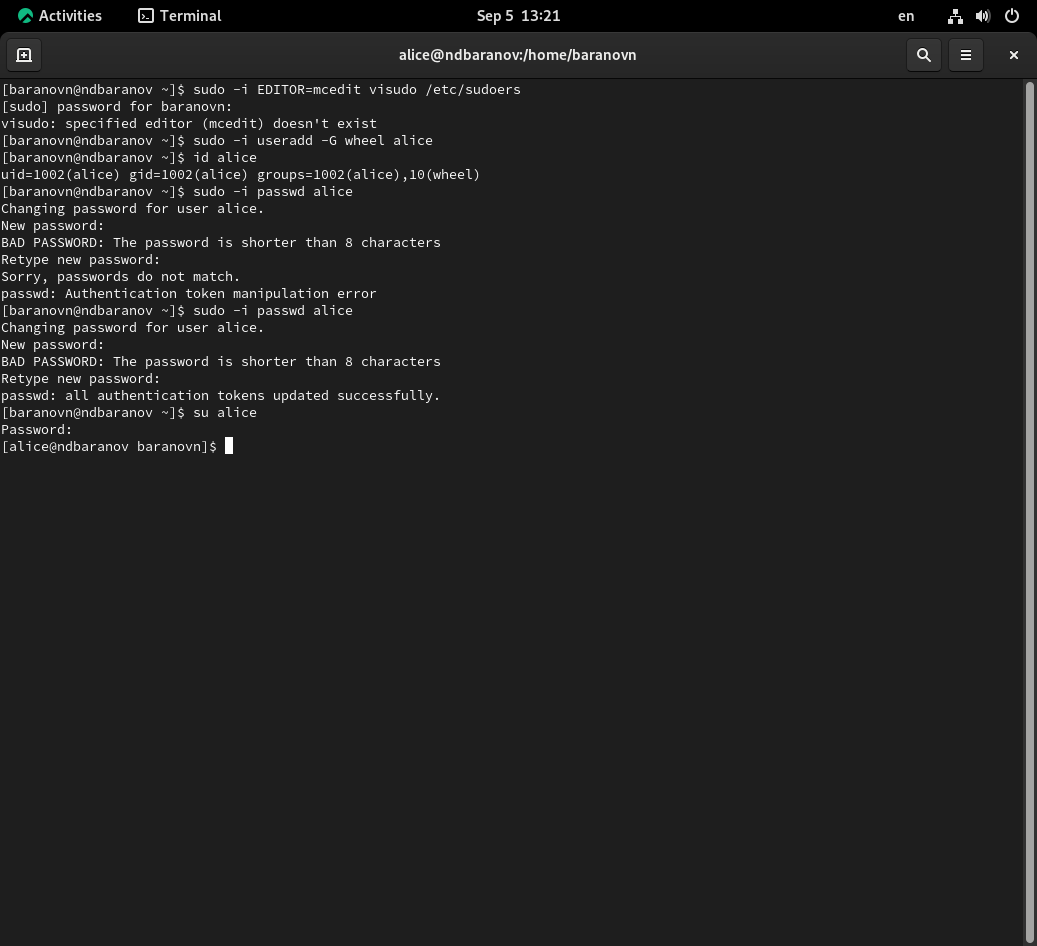 Activities Terminal Sep 5 13:21 en
alice@ndbaranov:/home/baranovn
[baranovn@ndbaranov ~]$ sudo -i EDITOR=mcedit visudo /etc/sudoers
[sudo] password for baranovn:
visudo: specified editor (mcedit) doesn't exist
[baranovn@ndbaranov ~]$ sudo -i useradd -G wheel alice
[baranovn@ndbaranov ~]$ id alice
uid=1002(alice) gid=1002(alice) groups=1002(alice),10(wheel)
[baranovn@ndbaranov ~]$ sudo -i passwd alice
Changing password for user alice.
New password:
BAD PASSWORD: The password is shorter than 8 characters
Retype new password:
Sorry, passwords do not match.
passwd: Authentication token manipulation error
[baranovn@ndbaranov ~]$ sudo -i passwd alice
Changing password for user alice.
New password:
BAD PASSWORD: The password is shorter than 8 characters
Retype new password:
passwd: all authentication tokens updated successfully.
[baranovn@ndbaranov ~]$ su alice
Password:
[alice@ndbaranov baranovn]$